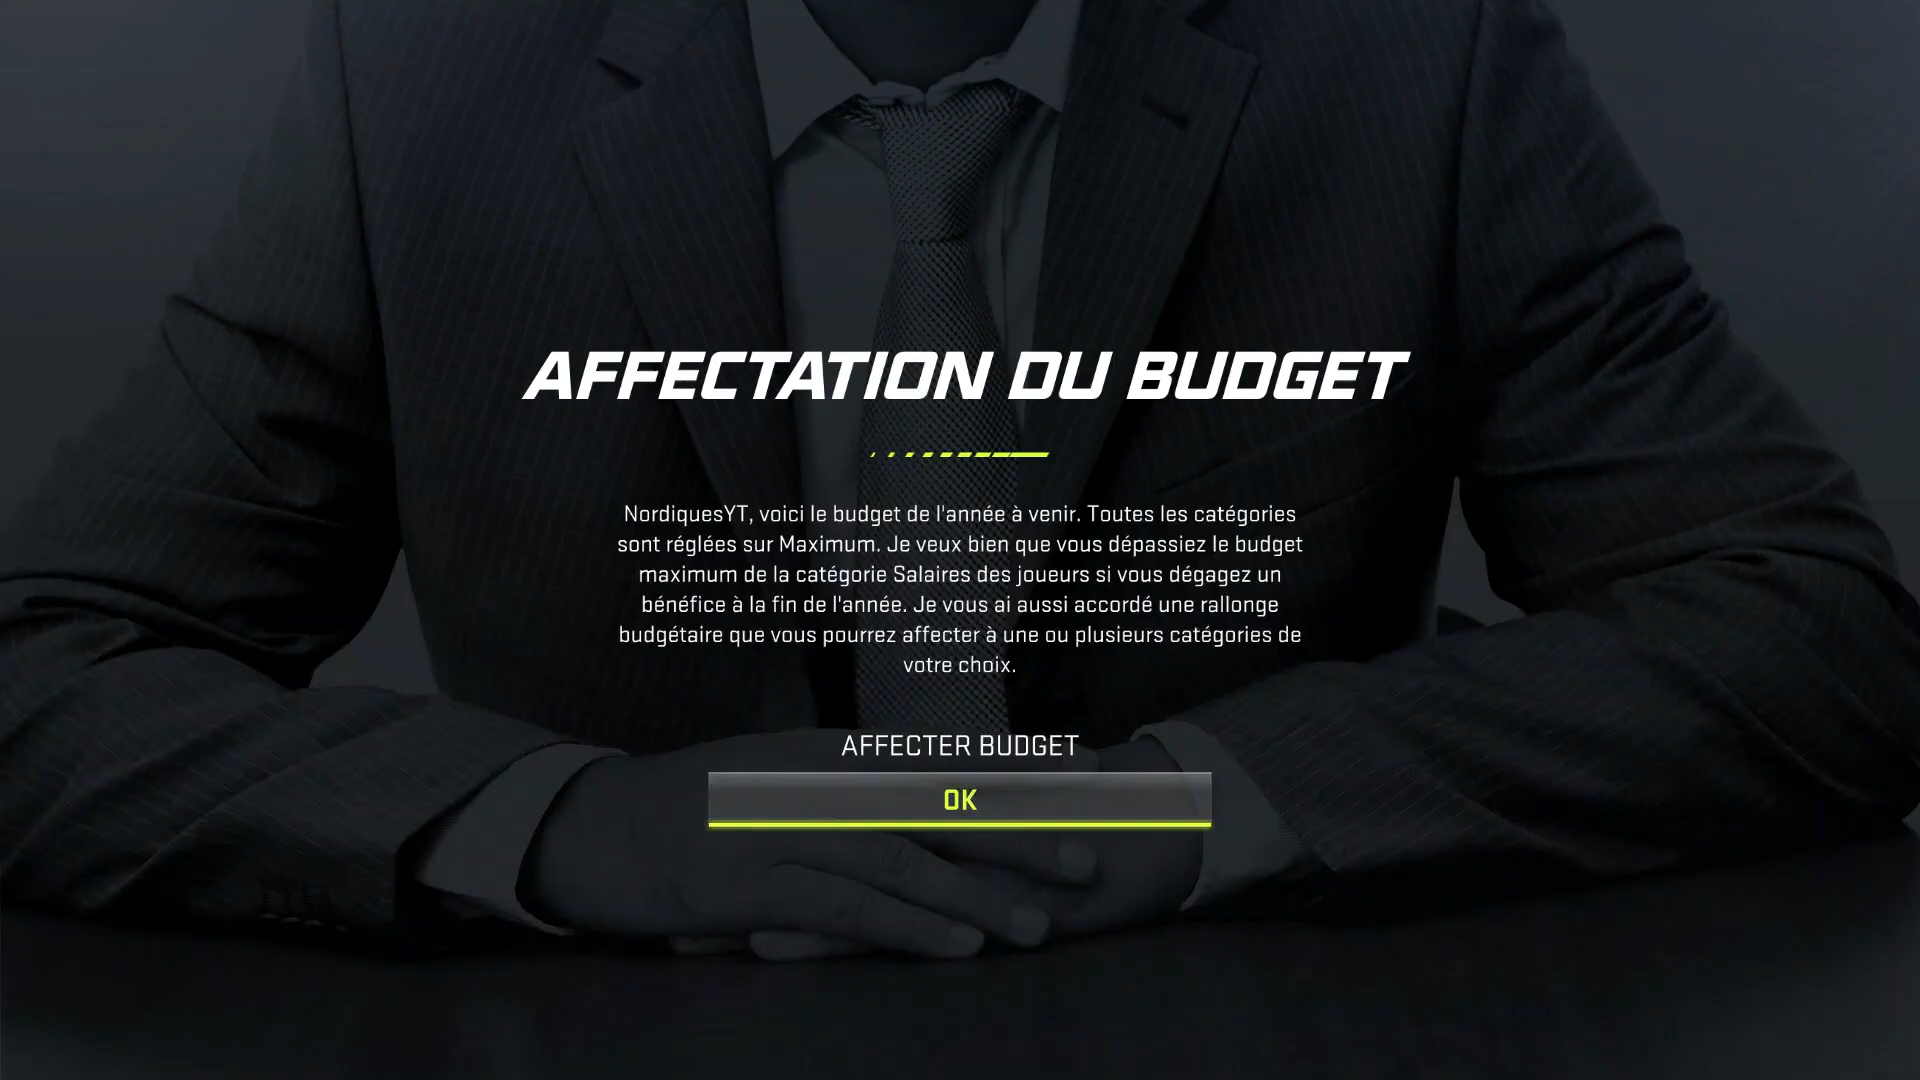 AFFECTATION DU BUDGET
NordiquesYT, voici le budget de l'année à venir. Toutes les catégories
sont réglées sur Maximum. Je veux bien que vous dépassiez le budget
maximum de la catégorie Salaires des joueurs si vous dégagez un
bénéfice à la fin de l'année. Je vous ai aussi accordé une rallonge
budgétaire que vous pourrez affecter à une ou plusieurs catégories de
votre choix.
AFFECTER BUDGET
OK